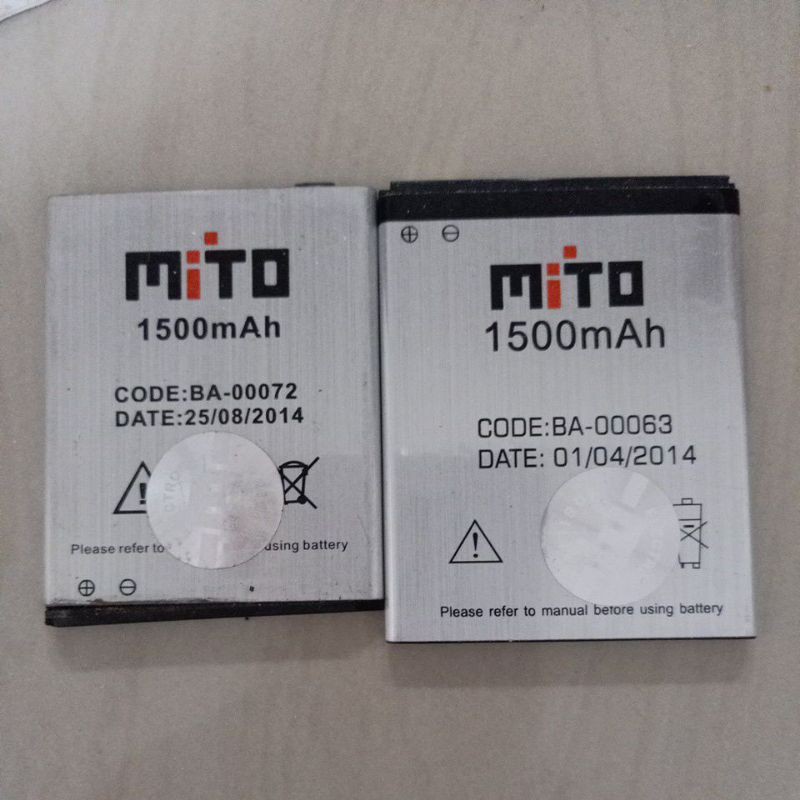 MiTO
1500mAh
CODE:BA-00072
DATE:25/08/2014
Please refer to
using battery
MiTO
1500mAh
CODE:BA-00063
DATE: 01/04/2014
Please refer to manual before using battery